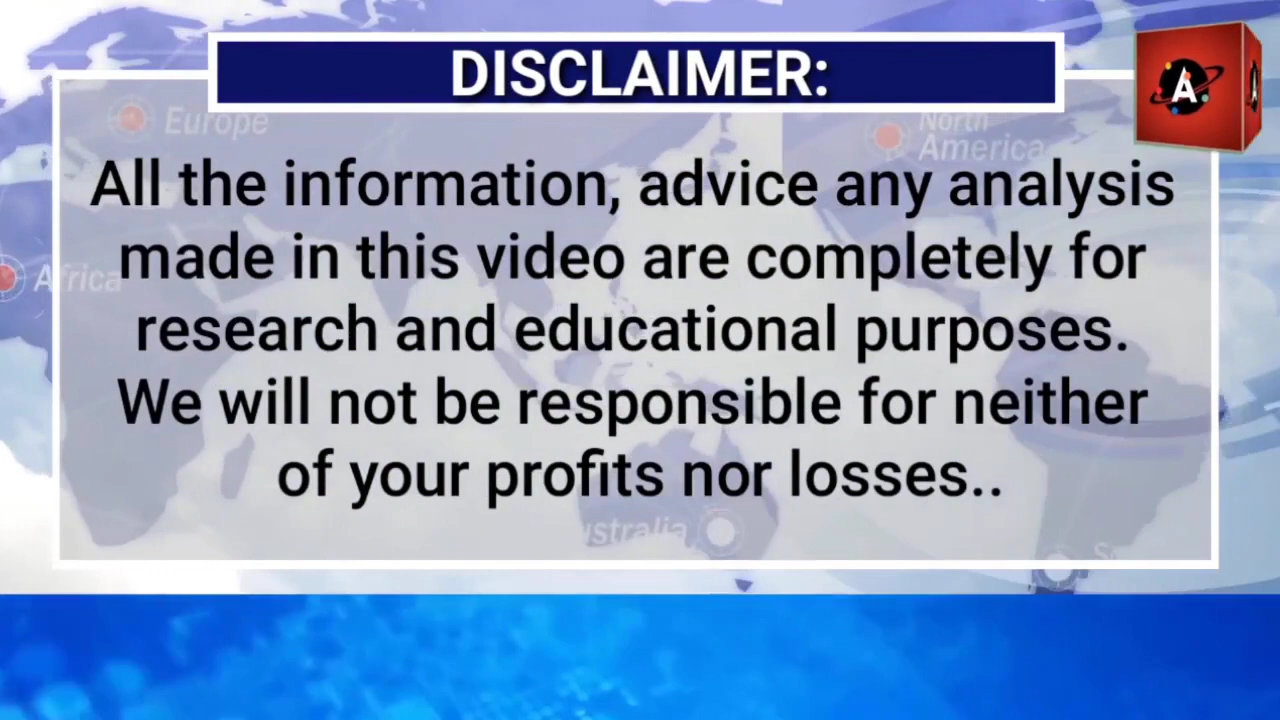 DISCLAIMER:
A
Europe
North
America
All the information, advice any analysis
made in this video are completely for
Africa
research and educational purposes.
We will not be responsible for neither
of your profits nor losses..
ustralia